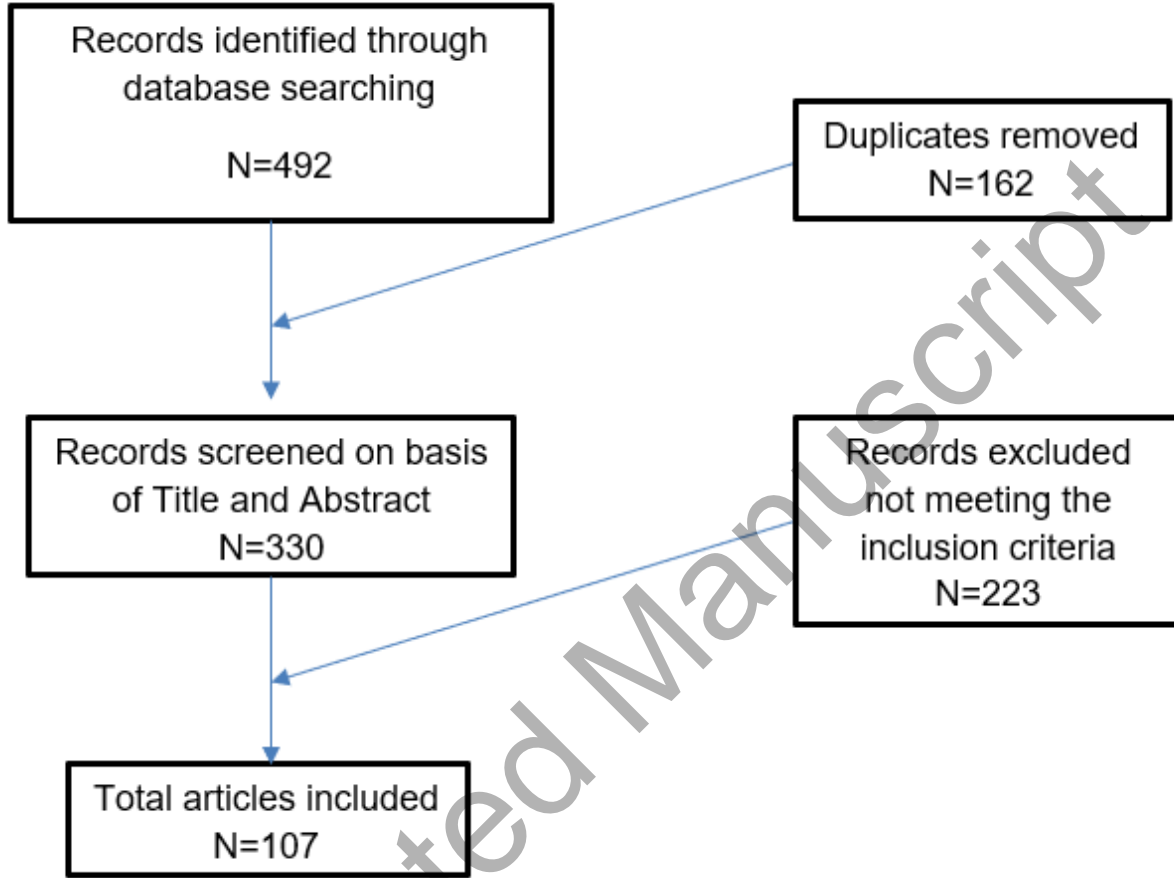 Records identified through
database searching
N=492
Duplicates removed
N=162
Records screened on basis
of Title and Abstract
N=330
Records excluded
not meeting the
inclusion criteria
N=223
Total articles included
N=107
ted Manuscript